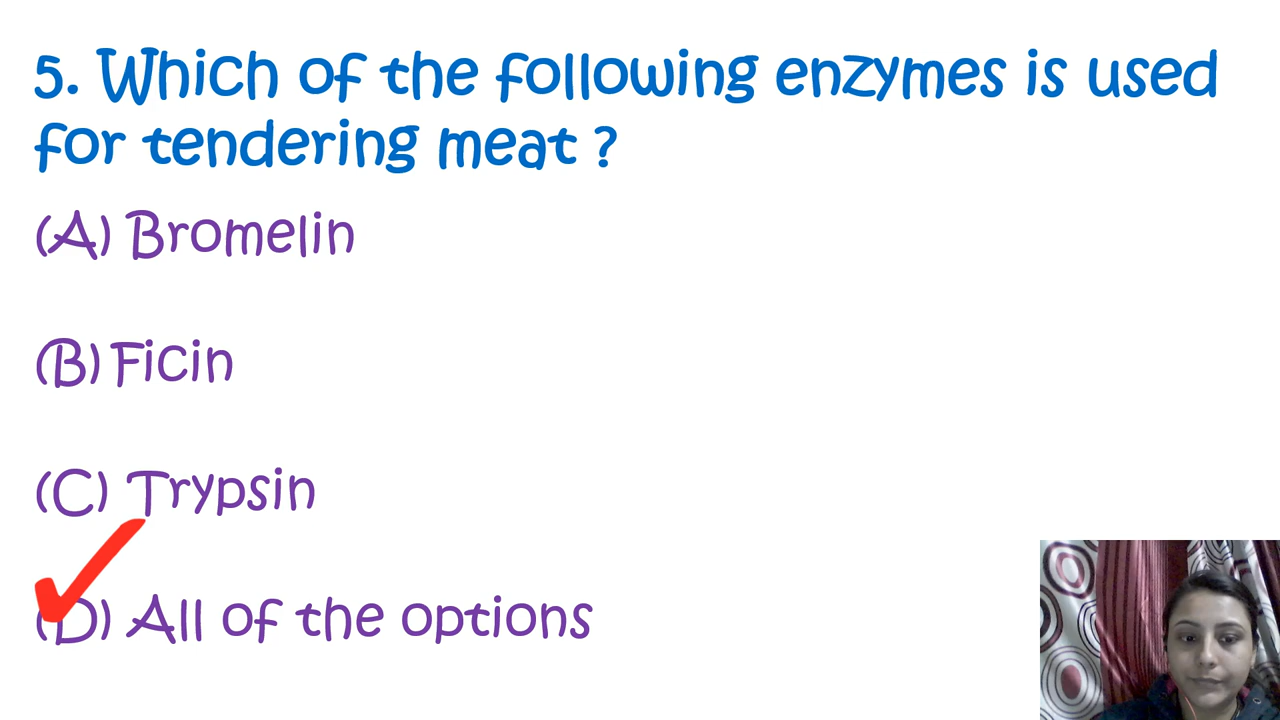 5. Which of the following enzymes is used
for tendering meat ?
(A) Bromelin
(B) Ficin
(C) Trypsin
(D) All of the options